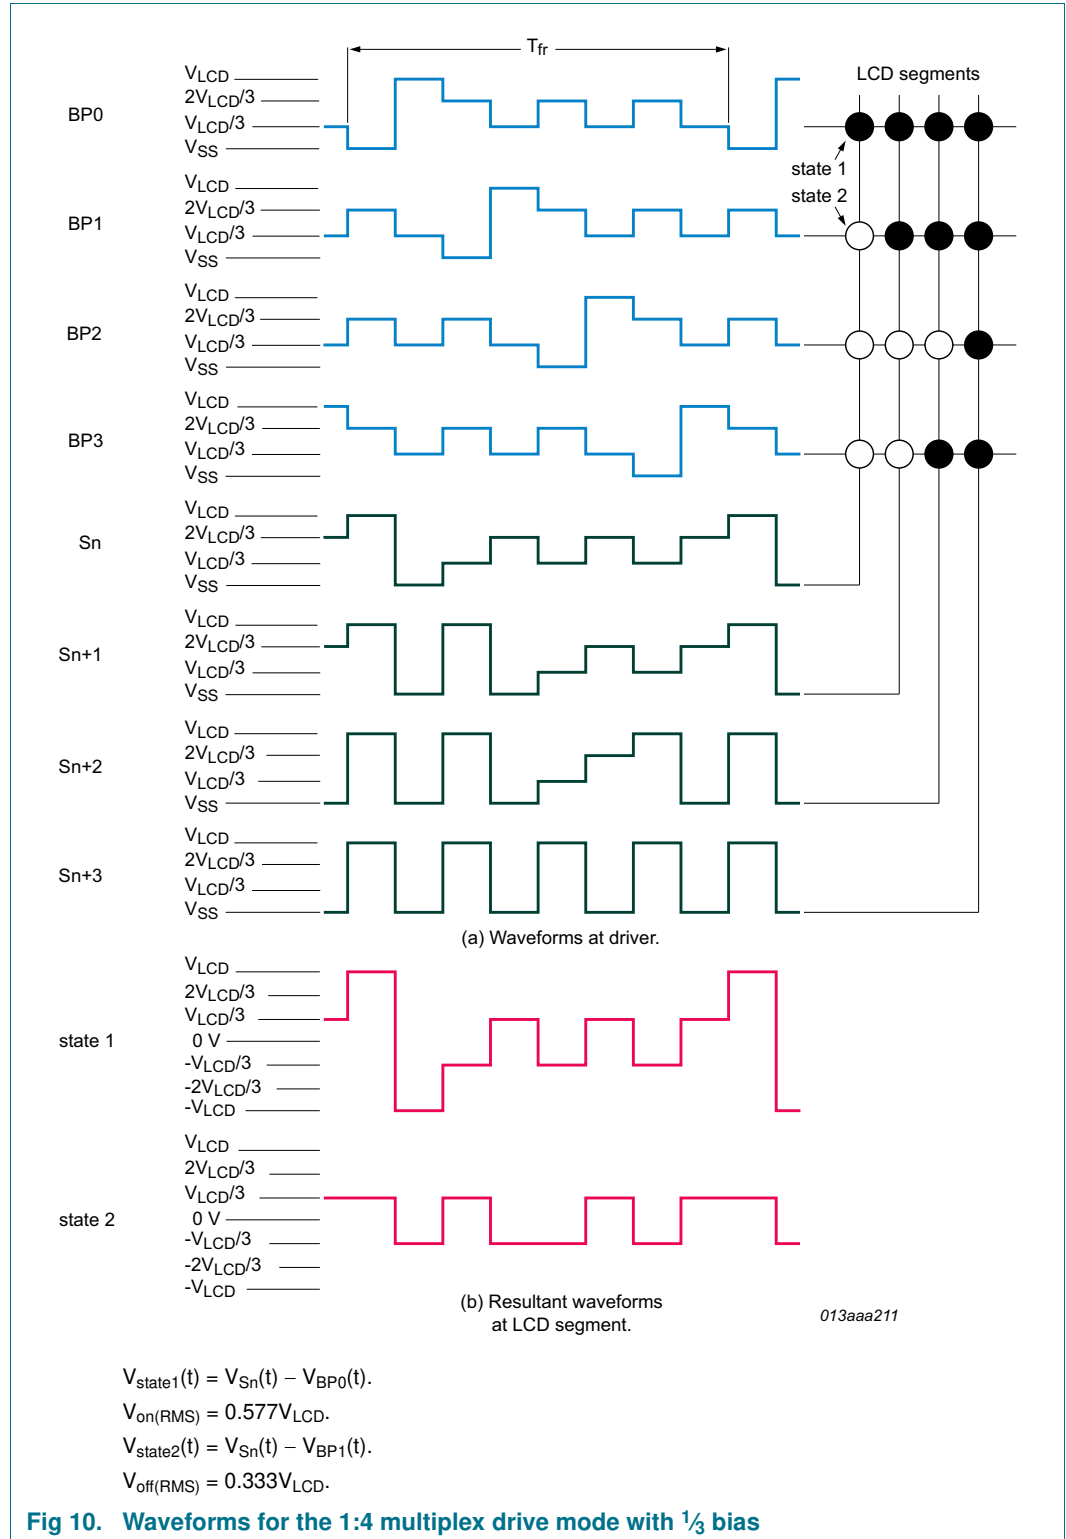 Tfr
LCD segments
BP0
VLCD
2VLCD/3
VLCD/3
VSS
state 1
state 2
BP1
VLCD
2VLCD/3
VLCD/3
VSS
BP2
VLCD
2VLCD/3
VLCD/3
VSS
BP3
VLCD
2VLCD/3
VLCD/3
VSS
Sn
VLCD
2VLCD/3
VLCD/3
VSS
Sn+1
VLCD
2VLCD/3
VLCD/3
VSS
Sn+2
VLCD
2VLCD/3
VLCD/3
VSS
Sn+3
VLCD
2VLCD/3
VLCD/3
VSS
(a) Waveforms at driver.
state 1
VLCD
2VLCD/3
VLCD/3
0 V
-VLCD/3
-2VLCD/3
-VLCD
state 2
VLCD
2VLCD/3
VLCD/3
0 V
-VLCD/3
-2VLCD/3
-VLCD
(b) Resultant waveforms
at LCD segment.
013aaa211
Vstate1(t) = VSn(t) − VBP0(t).
Von(RMS) = 0.577VLCD.
Vstate2(t) = VSn(t) − VBP1(t).
Voff(RMS) = 0.333VLCD.
Fig 10. Waveforms for the 1:4 multiplex drive mode with 1⁄3 bias